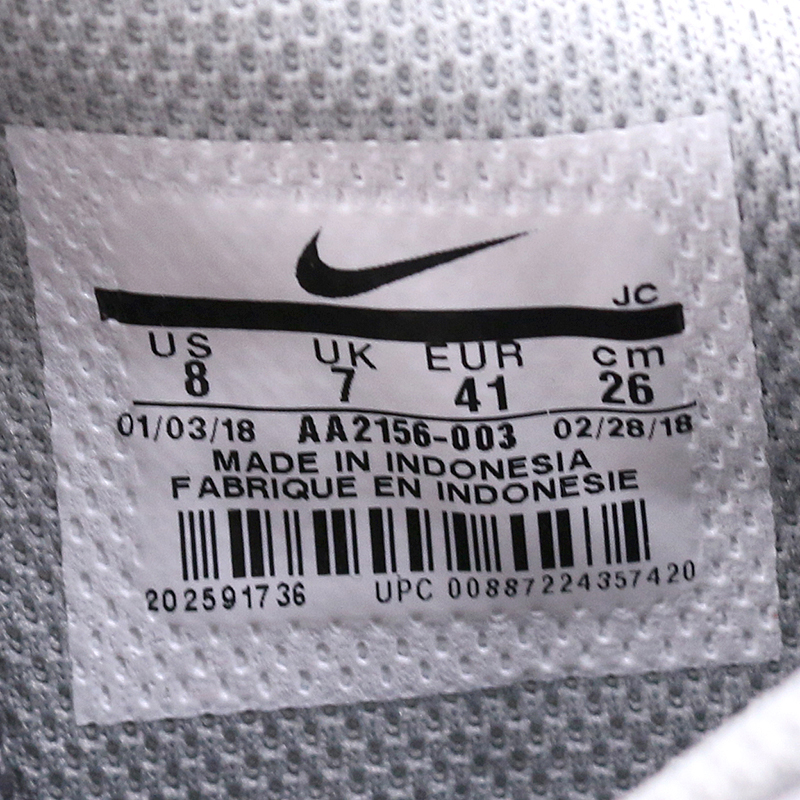 JC
US UK EUR cm
8 7 41 26
01/03/18 AA2156-003 02/28/18
MADE IN INDONESIA
FABRIQUE EN INDONESIE
202591736 UPC 00887224357420